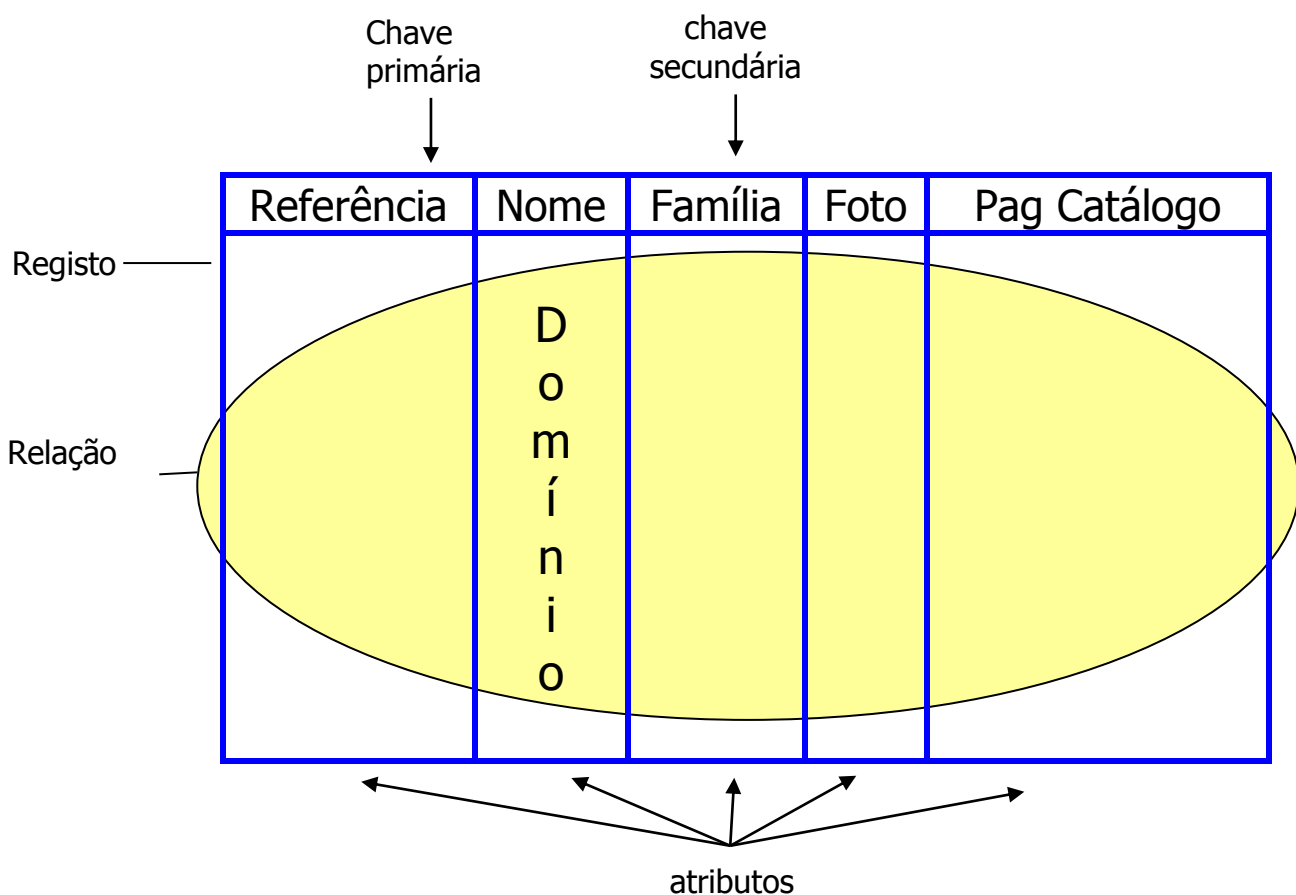 Chave
primária
chave
secundária
Referência Nome Família Foto Pag Catálogo
Registo
Relação
D
o
m
í
n
i
o
atributos